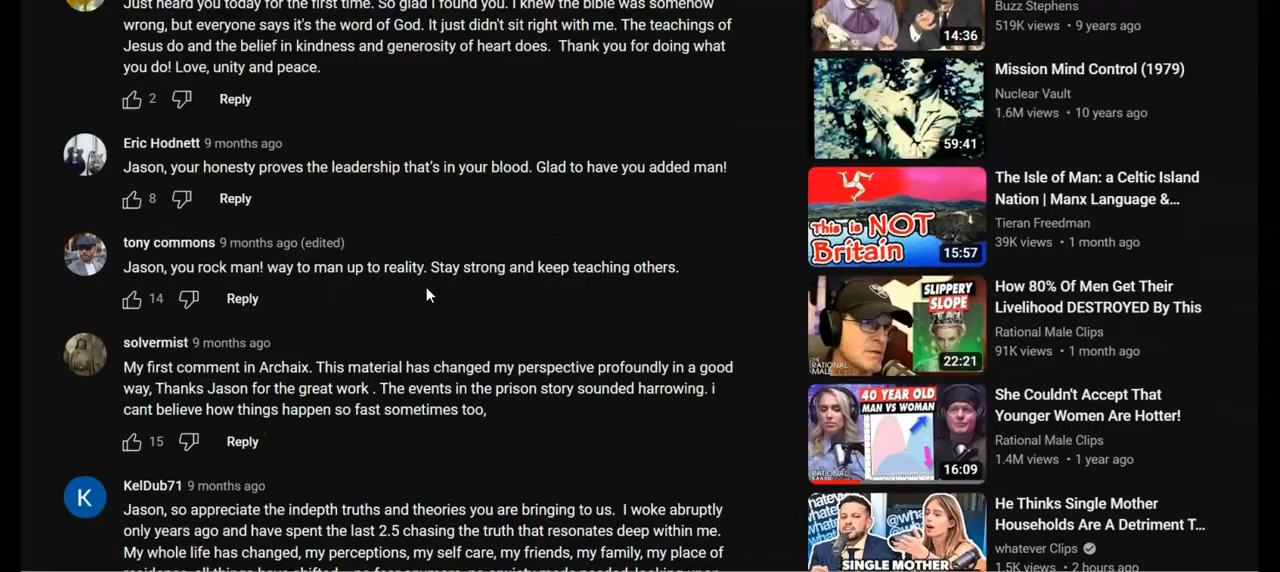 Just heard you today for the first time. So glad I found you. I knew the bible was somehow
wrong, but everyone says it's the word of God. It just didn't sit right with me. The teachings of
Jesus do and the belief in kindness and generosity of heart does.  Thank you for doing what
you do! Love, unity and peace.
2 Reply
Eric Hodnett 9 months ago
Jason, your honesty proves the leadership that's in your blood. Glad to have you added man!
8 Reply
tony commons 9 months ago (edited)
Jason, you rock man! way to man up to reality. Stay strong and keep teaching others.
14 Reply
solvermist 9 months ago
My first comment in Archaix. This material has changed my perspective profoundly in a good
way, Thanks Jason for the great work . The events in the prison story sounded harrowing. i
cant believe how things happen so fast sometimes too,
15 Reply
K
KelDub71 9 months ago
Jason, so appreciate the indepth truths and theories you are bringing to us.  I woke abruptly
only years ago and have spent the last 2.5 chasing the truth that resonates deep within me.
My whole life has changed, my perceptions, my self care, my friends, my family, my place of
14:36
Buzz Stephens
519K views • 9 years ago
59:41
Mission Mind Control (1979)
Nuclear Vault
1.6M views • 10 years ago
This is NOT
Britain
15:57
The Isle of Man: a Celtic Island
Nation | Manx Language &...
Tieran Freedman
39K views • 1 month ago
SLIPPERY
SLOPE
THE
RATIONAL
MALE
22:21
How 80% Of Men Get Their
Livelihood DESTROYED By This
Rational Male Clips
91K views • 1 month ago
40 YEAR OLD
MAN VS WOMAN
16:09
She Couldn't Accept That
Younger Women Are Hotter!
Rational Male Clips
1.4M views • 1 year ago
whatever
SINGLE MOTHER
He Thinks Single Mother
Households Are A Detriment T...
whatever Clips
1.5K views • 2 hours ago